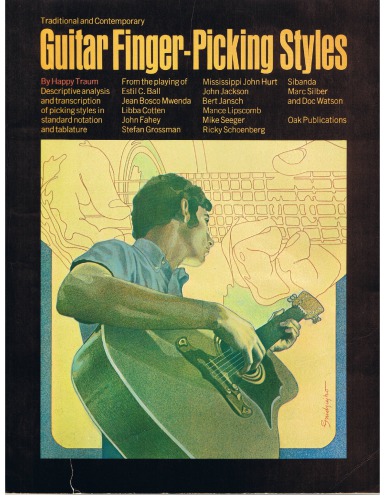 Traditional and Contemporary
Guitar Finger-Picking Styles
By Happy Traum
Descriptive analysis
and transcription
of picking styles in
standard notation
and tablature
From the playing of
Estil C. Ball
Jean Bosco Mwenda
Libba Cotten
John Fahey
Stefan Grossman
Mississippi John Hurt
John Jackson
Bert Jansch
Mance Lipscomb
Mike Seeger
Ricky Schoenberg
Sibanda
Marc Silber
and Doc Watson
Oak Publications